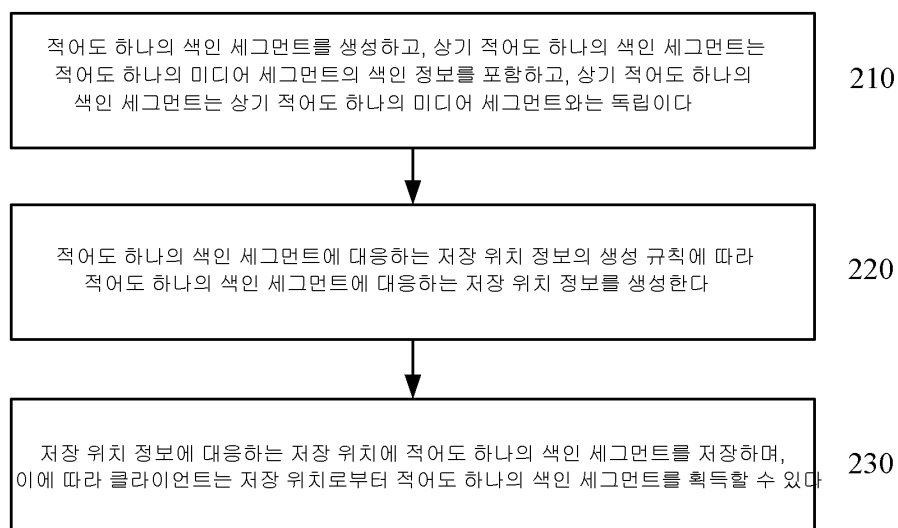 적어도 하나의 색인 세그먼트를 생성하고, 상기 적어도 하나의 색인 세그먼트는
적어도 하나의 미디어 세그먼트의 색인 정보를 포함하고, 상기 적어도 하나의
색인 세그먼트는 상기 적어도 하나의 미디어 세그먼트와는 독립이다
210
적어도 하나의 색인 세그먼트에 대응하는 저장 위치 정보의 생성 규칙에 따라
적어도 하나의 색인 세그먼트에 대응하는 저장 위치 정보를 생성한다
220
저장 위치 정보에 대응하는 저장 위치에 적어도 하나의 색인 세그먼트를 저장하며,
이에 따라 클라이언트는 저장 위치로부터 적어도 하나의 색인 세그먼트를 획득할 수 있다
230